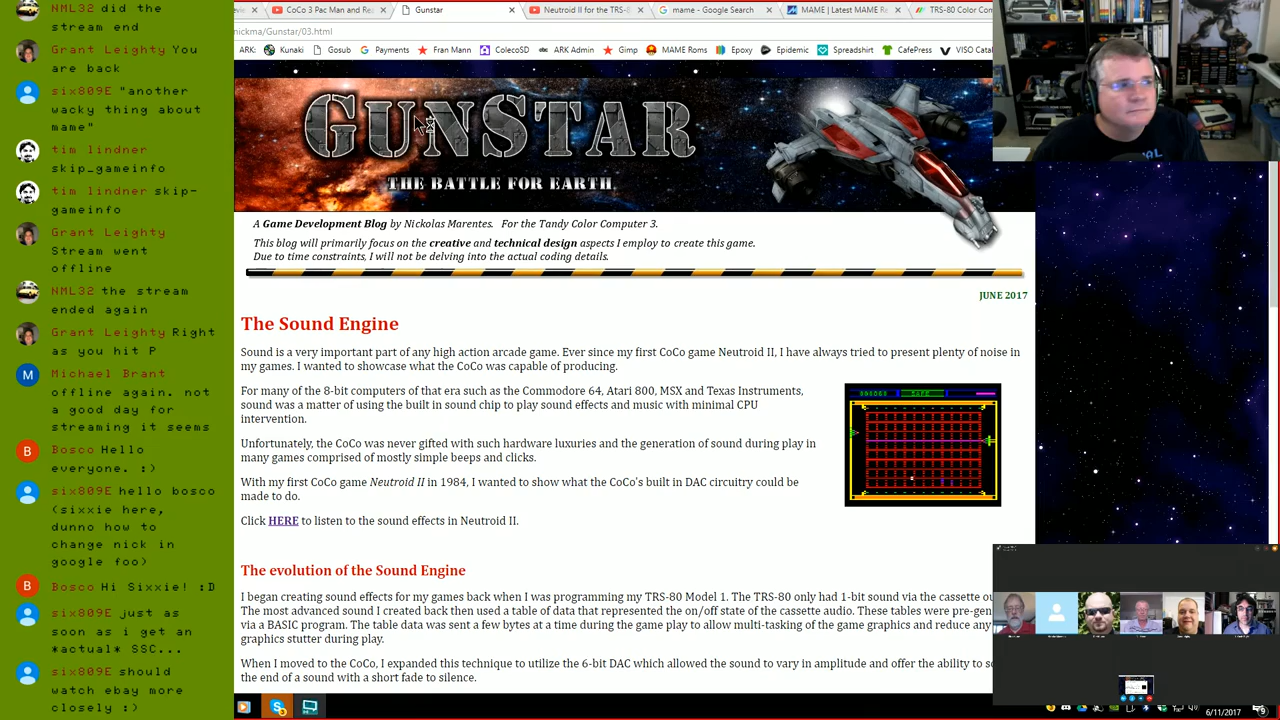 NML32 did the
stream end
Grant Leighty You
are back
six809E "another
wacky thing about
mame"
tim lindner
skip_gameinfo
tim lindner skip-
gameinfo
Grant Leighty
Stream went
offline
NML32 the stream
ended again
Grant Leighty Right
as you hit P
Michael Brant
offline again. not
a good day for
streaming it seems
Bosco Hello
everyone. :)
six809E hello bosco
(sixxie here,
dunno how to
change nick in
google foo)
Bosco Hi Sixxie! :D
six809E just as
soon as i get an
*actual* SSC...
six809E should
watch ebay more
closely :)
CoCo 3 Pac Man and Re
Gunstar
Neutroid II for the TRS-8
mame - Google Search
MAME | Latest MAME Re
TRS-80 Color Con
nickma/Gunstar/03.html
ARK:
Kunaki
Gosub
Payments
Fran Mann
ColecoSD
ARK Admin
Gimp
MAME Roms
Epoxy
Epidemic
Spreadshirt
CafePress
VISO Catal
GUNSTAR
THE BATTLE FOR EARTH
A Game Development Blog by Nickolas Marentes. For the Tandy Color Computer 3.
This blog will primarily focus on the creative and technical design aspects I employ to create this game.
Due to time constraints, I will not be delving into the actual coding details.
JUNE 2017
The Sound Engine
Sound is a very important part of any high action arcade game. Ever since my first CoCo game Neutroid II, I have always tried to present plenty of noise in
my games. I wanted to showcase what the CoCo was capable of producing.
For many of the 8-bit computers of that era such as the Commodore 64, Atari 800, MSX and Texas Instruments,
sound was a matter of using the built in sound chip to play sound effects and music with minimal CPU
intervention.
Unfortunately, the CoCo was never gifted with such hardware luxuries and the generation of sound during play in
many games comprised of mostly simple beeps and clicks.
With my first CoCo game Neutroid II in 1984, I wanted to show what the CoCo's built in DAC circuitry could be
made to do.
Click HERE to listen to the sound effects in Neutroid II.
The evolution of the Sound Engine
I began creating sound effects for my games back when I was programming my TRS-80 Model 1. The TRS-80 only had 1-bit sound via the cassette ou
The most advanced sound I created back then used a table of data that represented the on/off state of the cassette audio. These tables were pre-gen
via a BASIC program. The table data was sent a few bytes at a time during the game play to allow multi-tasking of the game graphics and reduce any
graphics stutter during play.
When I moved to the CoCo, I expanded this technique to utilize the 6-bit DAC which allowed the sound to vary in amplitude and offer the ability to so
the end of a sound with a short fade to silence.
6/11/2017